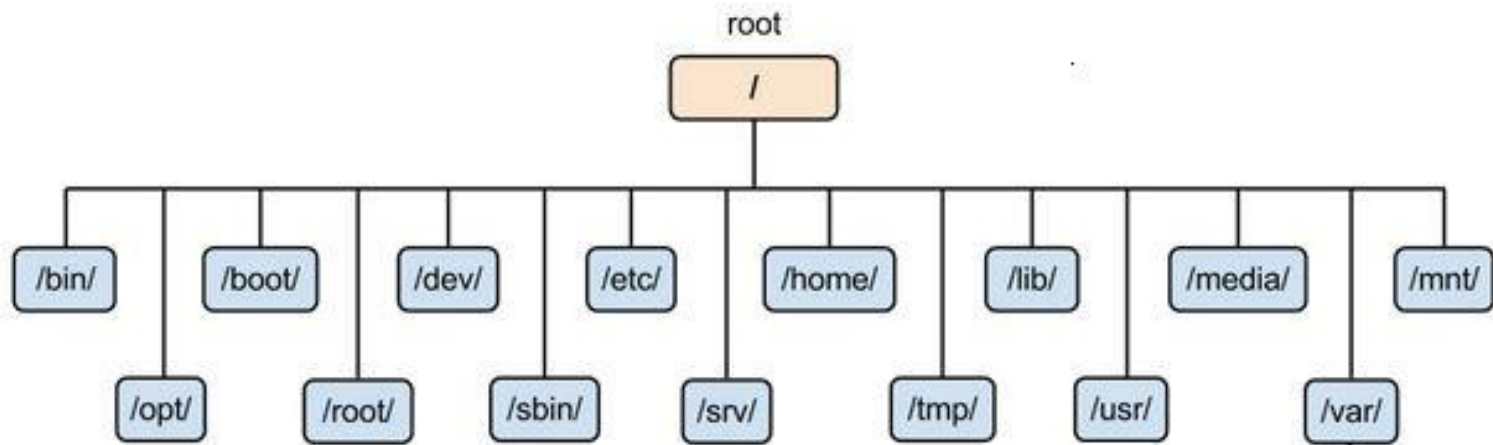 root
/
/bin/ /boot/ /dev/ /etc/ /home/ /lib/ /media/ /mnt/
/opt/ /root/ /sbin/ /srv/ /tmp/ /usr/ /var/